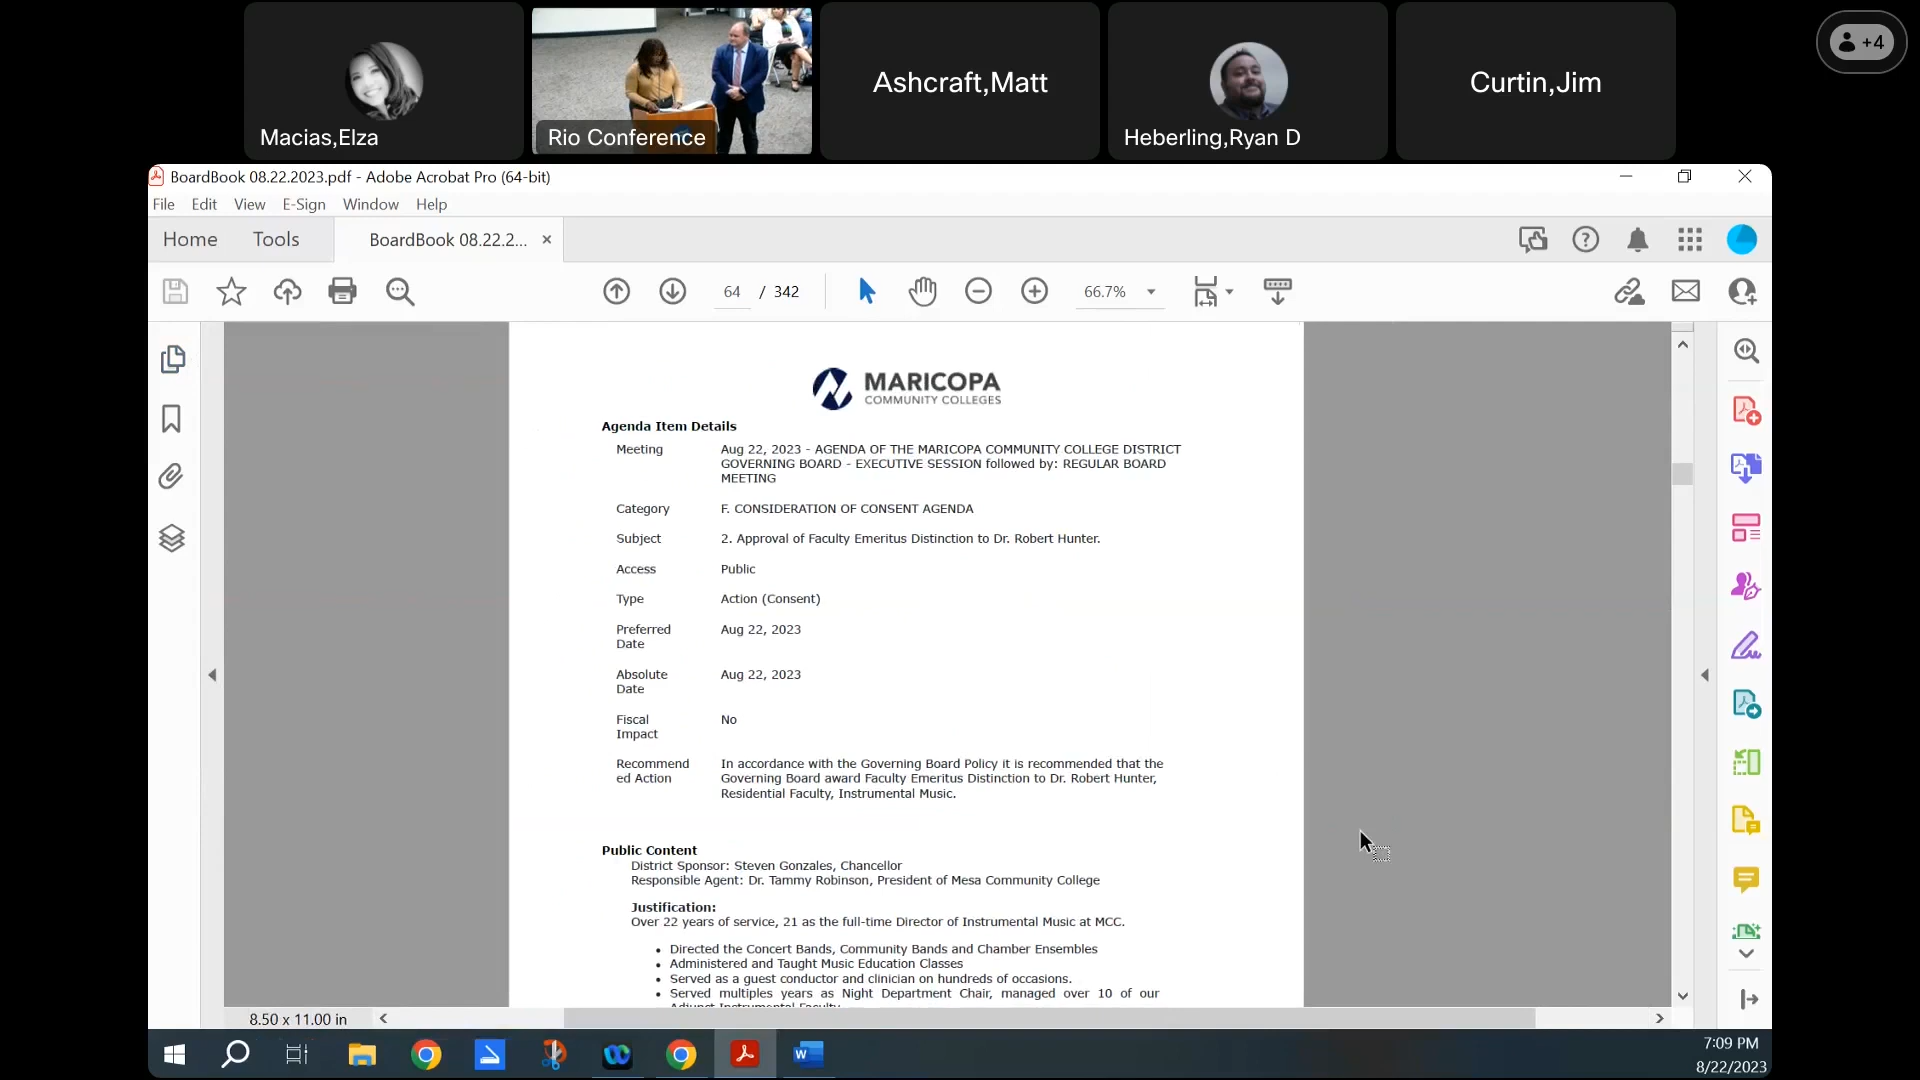 +4
Macias,Elza
Rio Conference
Ashcraft,Matt
Heberling,Ryan D
Curtin,Jim
BoardBook 08.22.2023.pdf - Adobe Acrobat Pro (64-bit)
File Edit View E-Sign Window Help
Home Tools BoardBook 08.22.2... ×
64 / 342 66.7%
MARICOPA
COMMUNITY COLLEGES
Agenda Item Details
Meeting Aug 22, 2023 - AGENDA OF THE MARICOPA COMMUNITY COLLEGE DISTRICT
GOVERNING BOARD - EXECUTIVE SESSION followed by: REGULAR BOARD
MEETING
Category F. CONSIDERATION OF CONSENT AGENDA
Subject 2. Approval of Faculty Emeritus Distinction to Dr. Robert Hunter.
Access Public
Type Action (Consent)
Preferred Aug 22, 2023
Date
Absolute Aug 22, 2023
Date
Fiscal No
Impact
Recommend In accordance with the Governing Board Policy it is recommended that the
ed Action Governing Board award Faculty Emeritus Distinction to Dr. Robert Hunter,
Residential Faculty, Instrumental Music.
Public Content
District Sponsor: Steven Gonzales, Chancellor
Responsible Agent: Dr. Tammy Robinson, President of Mesa Community College
Justification:
Over 22 years of service, 21 as the full-time Director of Instrumental Music at MCC.
• Directed the Concert Bands, Community Bands and Chamber Ensembles
• Administered and Taught Music Education Classes
• Served as a guest conductor and clinician on hundreds of occasions.
• Served multiples years as Night Department Chair, managed over 10 of our
Adjunct Instrumental Faculty
8.50 x 11.00 in
7:09 PM
8/22/2023